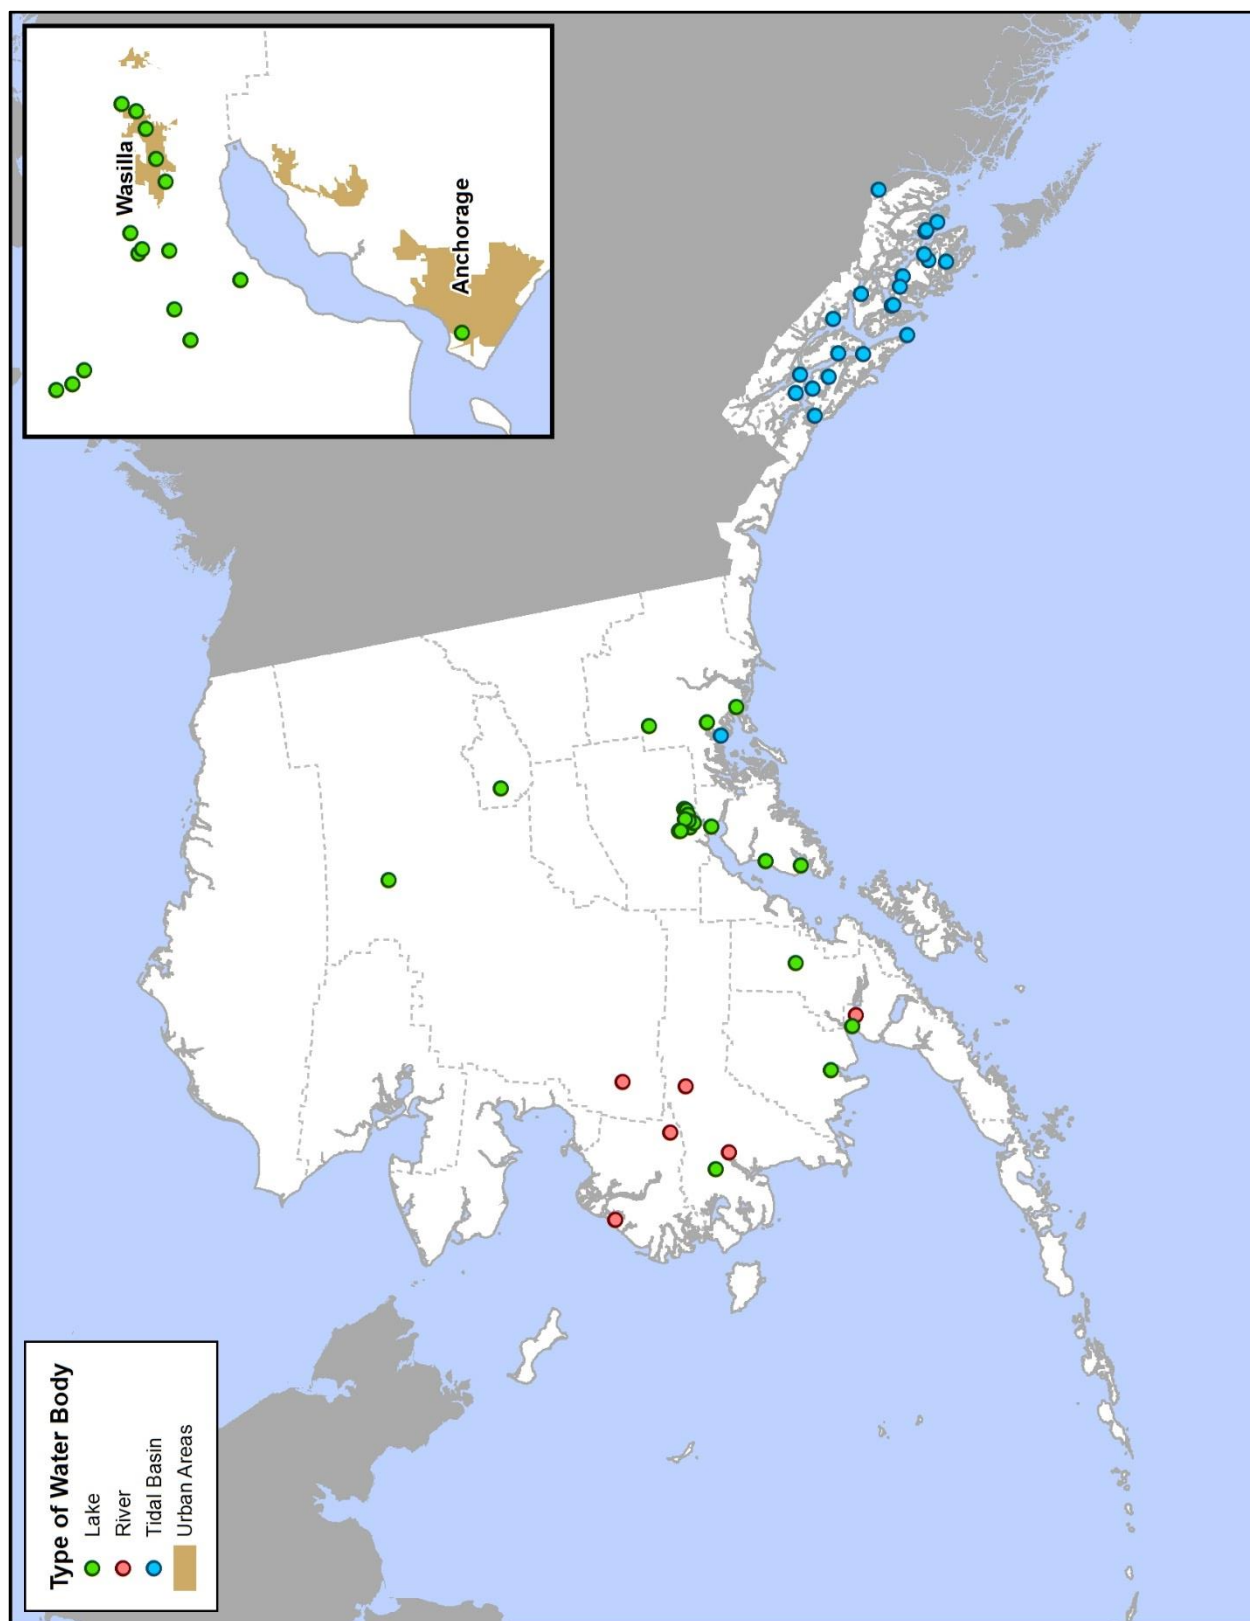 Type of Water Body
Lake
River
Tidal Basin
Urban Areas
Wasilla
Anchorage